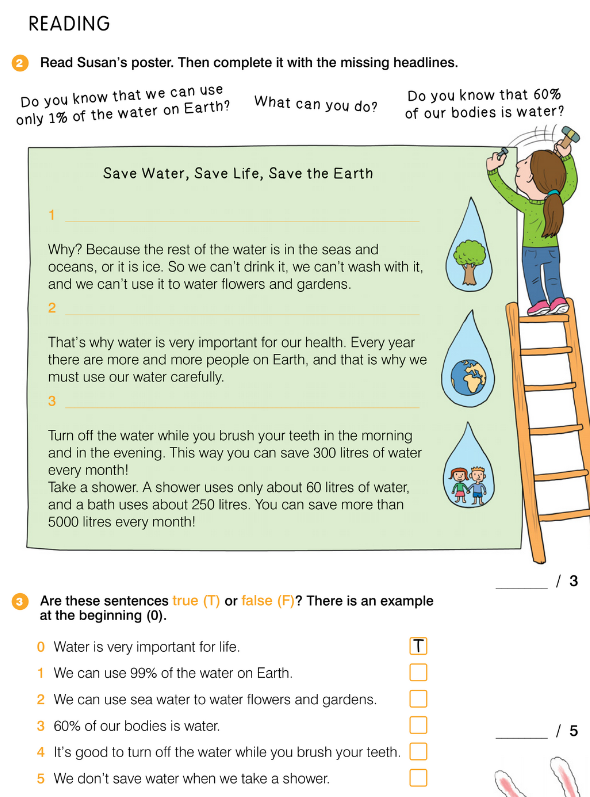 READING
2 Read Susan's poster. Then complete it with the missing headlines.
Do you know that we can use
only 1% of the water on Earth?
What can you do?
Do you know that 60%
of our bodies is water?
Save Water, Save Life, Save the Earth
1
Why? Because the rest of the water is in the seas and
oceans, or it is ice. So we can't drink it, we can't wash with it,
and we can't use it to water flowers and gardens.
2
That's why water is very important for our health. Every year
there are more and more people on Earth, and that is why we
must use our water carefully.
3
Turn off the water while you brush your teeth in the morning
and in the evening. This way you can save 300 litres of water
every month!
Take a shower. A shower uses only about 60 litres of water,
and a bath uses about 250 litres. You can save more than
5000 litres every month!
/ 3
3 Are these sentences true (T) or false (F)? There is an example
at the beginning (0).
0 Water is very important for life. T
1 We can use 99% of the water on Earth.
2 We can use sea water to water flowers and gardens.
3 60% of our bodies is water.
4 It's good to turn off the water while you brush your teeth.
5 We don't save water when we take a shower.
/ 5